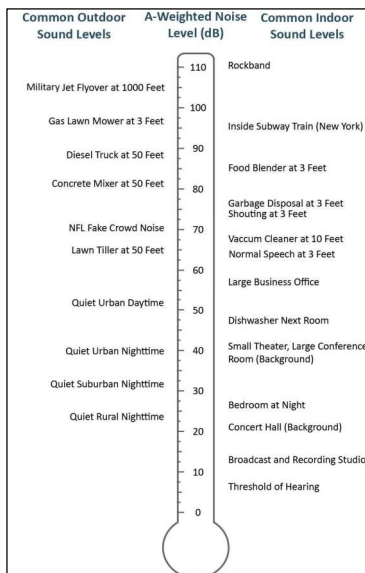 Common Outdoor
Sound Levels
A-Weighted Noise
Level (dB)
Common Indoor
Sound Levels
110
Rockband
Military Jet Flyover at 1000 Feet
100
Gas Lawn Mower at 3 Feet
Inside Subway Train (New York)
90
Diesel Truck at 50 Feet
Food Blender at 3 Feet
Concrete Mixer at 50 Feet
80
Garbage Disposal at 3 Feet
Shouting at 3 Feet
NFL Fake Crowd Noise
70
Vaccum Cleaner at 10 Feet
Lawn Tiller at 50 Feet
Normal Speech at 3 Feet
60
Large Business Office
Quiet Urban Daytime
50
Dishwasher Next Room
Quiet Urban Nighttime
40
Small Theater, Large Conference
Room (Background)
Quiet Suburban Nighttime
30
Bedroom at Night
Quiet Rural Nighttime
20
Concert Hall (Background)
Broadcast and Recording Studio
10
Threshold of Hearing
0